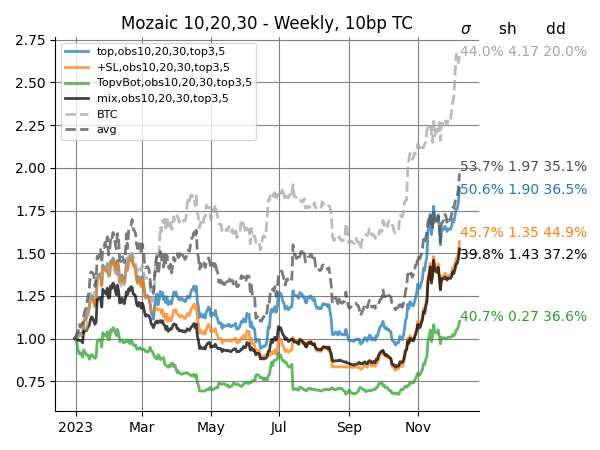 Mozaic 10,20,30 - Weekly, 10bp TC
σ sh dd
2.75
2.50
2.25
2.00
1.75
1.50
1.25
1.00
0.75
top,obs10,20,30,top3,5
+SL,obs10,20,30,top3,5
TopvBot,obs10,20,30,top3,5
mix,obs10,20,30,top3,5
BTC
avg
44.0% 4.17 20.0%
53.7% 1.97 35.1%
50.6% 1.90 36.5%
45.7% 1.35 44.9%
39.8% 1.43 37.2%
40.7% 0.27 36.6%
2023 Mar May Jul Sep Nov